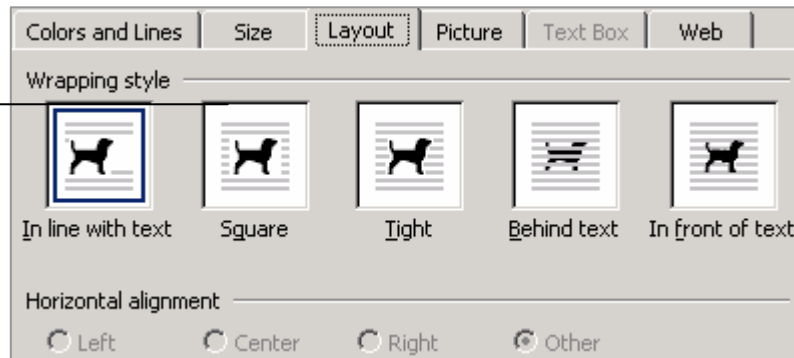 Colors and Lines Size Layout Picture Text Box Web
Wrapping style
In line with text Square Tight Behind text In front of text
Horizontal alignment
Left Center Right Other